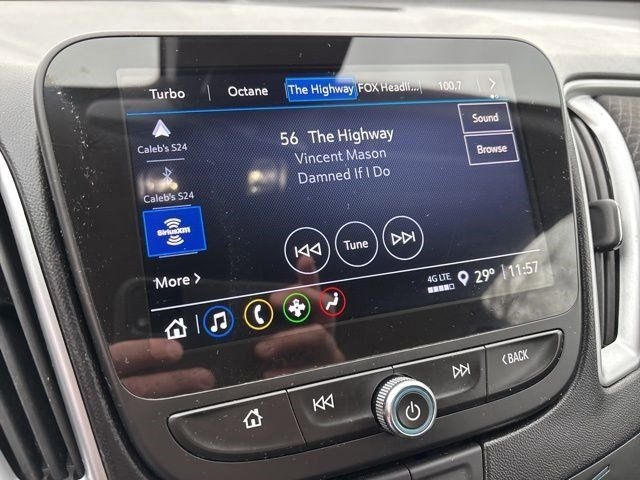 Turbo Octane The Highway FOX Headli... 100.7
56 The Highway
Vincent Mason
Damned If I Do
Sound
Browse
Caleb's S24
Caleb's S24
SiriusXM
Tune
More
4G LTE 29° 11:57
BACK